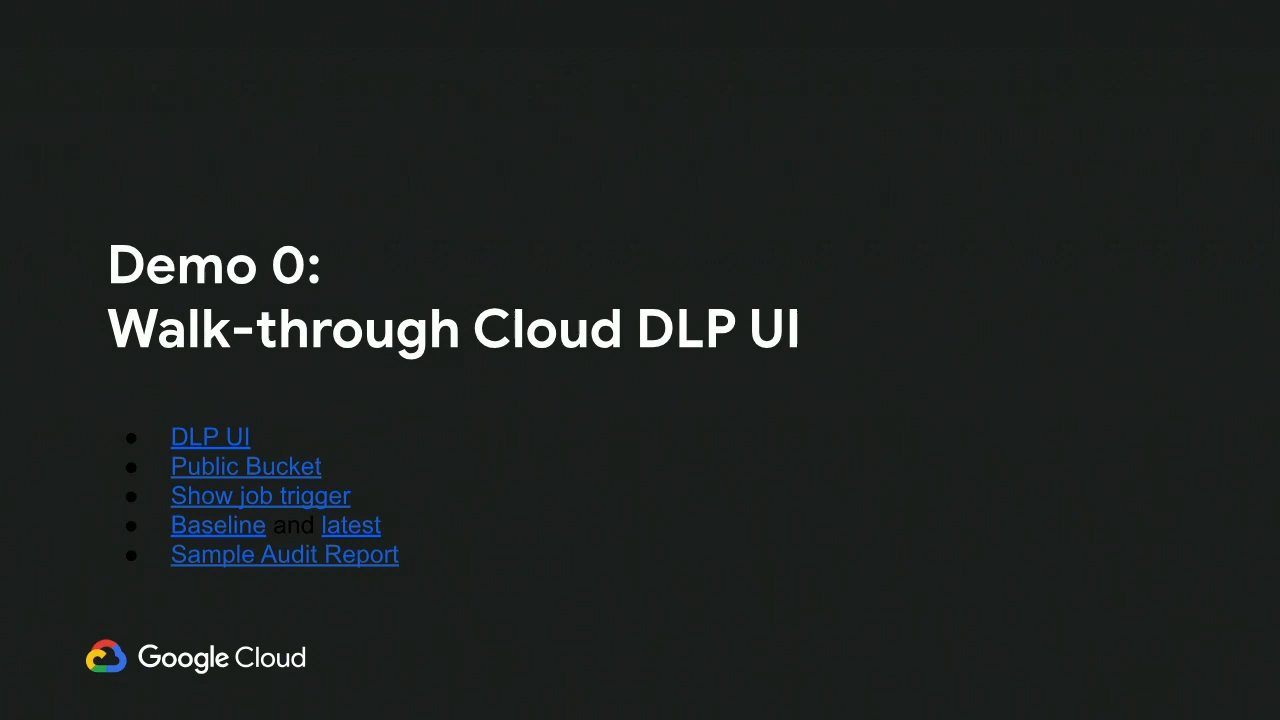 Demo 0:
Walk-through Cloud DLP UI
● DLP UI
● Public Bucket
● Show job trigger
● Baseline and latest
● Sample Audit Report
Google Cloud